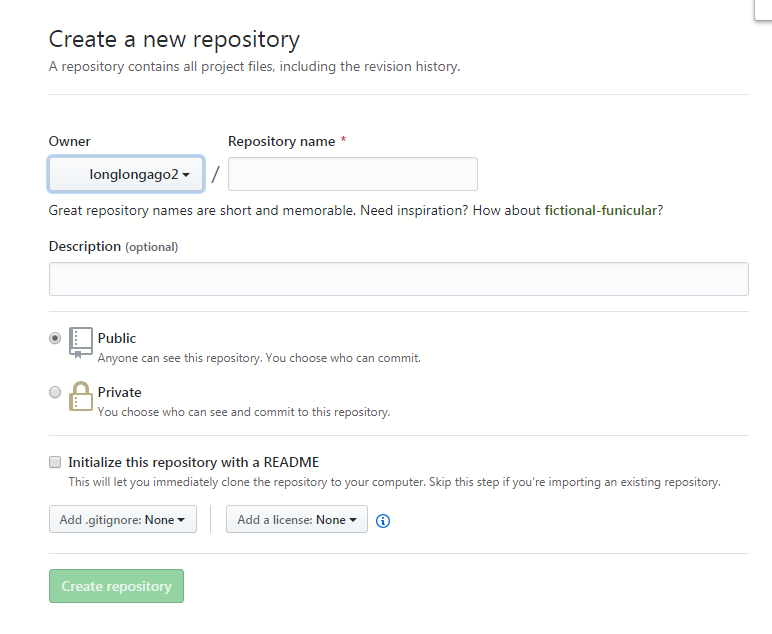 Create a new repository
A repository contains all project files, including the revision history.
Owner
Repository name *
longlongago2
/
Great repository names are short and memorable. Need inspiration? How about fictional-funicular?
Description (optional)
Public
Anyone can see this repository. You choose who can commit.
Private
You choose who can see and commit to this repository.
Initialize this repository with a README
This will let you immediately clone the repository to your computer. Skip this step if you're importing an existing repository.
Add .gitignore: None
Add a license: None
Create repository